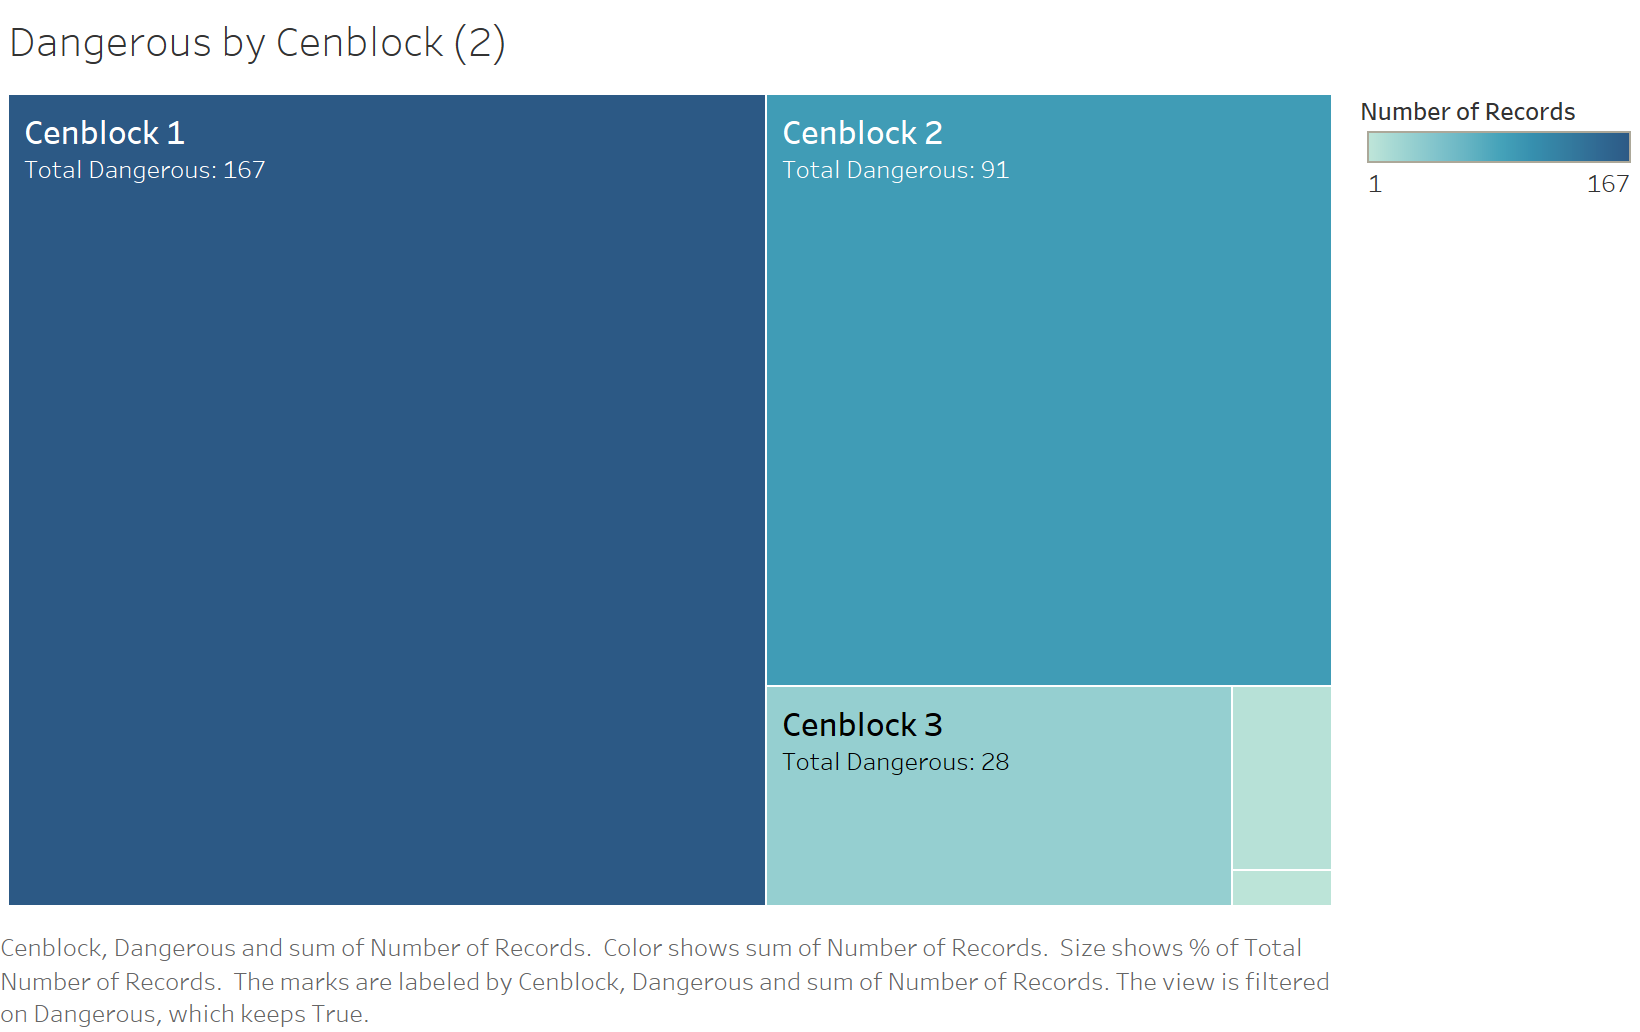 Dangerous by Cenblock (2)
Cenblock 1
Total Dangerous: 167
Cenblock 2
Total Dangerous: 91
Cenblock 3
Total Dangerous: 28
Number of Records
1 167
Cenblock, Dangerous and sum of Number of Records.  Color shows sum of Number of Records.  Size shows % of Total
Number of Records.  The marks are labeled by Cenblock, Dangerous and sum of Number of Records. The view is filtered
on Dangerous, which keeps True.